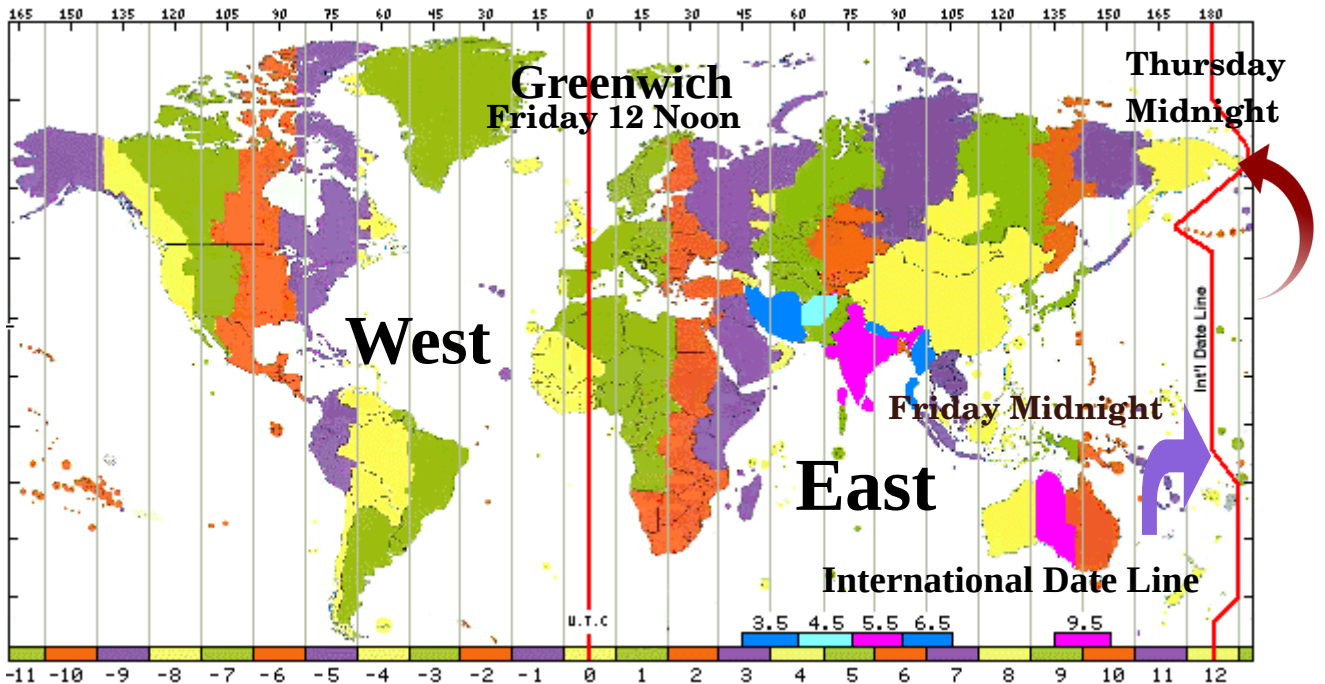 165 150 135 120 105 90 75 60 45 30 15 0 15 30 45 60 75 90 105 120 135 150 165 180
Thursday
Midnight
Greenwich
Friday 12 Noon
West
Int'l Date Line
Friday Midnight
East
International Date Line
U.T.C
3.5 4.5 5.5 6.5 9.5
-11 -10 -9 -8 -7 -6 -5 -4 -3 -2 -1 0 1 2 3 4 5 6 7 8 9 10 11 12